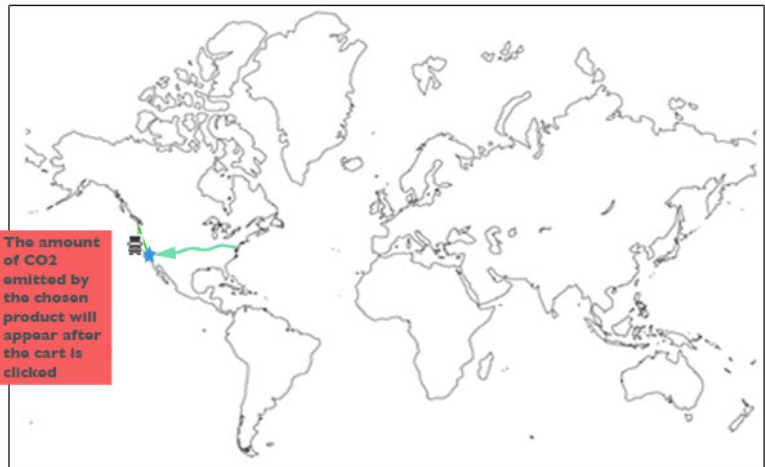 The amount
of CO2
emitted by
the chosen
product will
appear after
the cart is
clicked